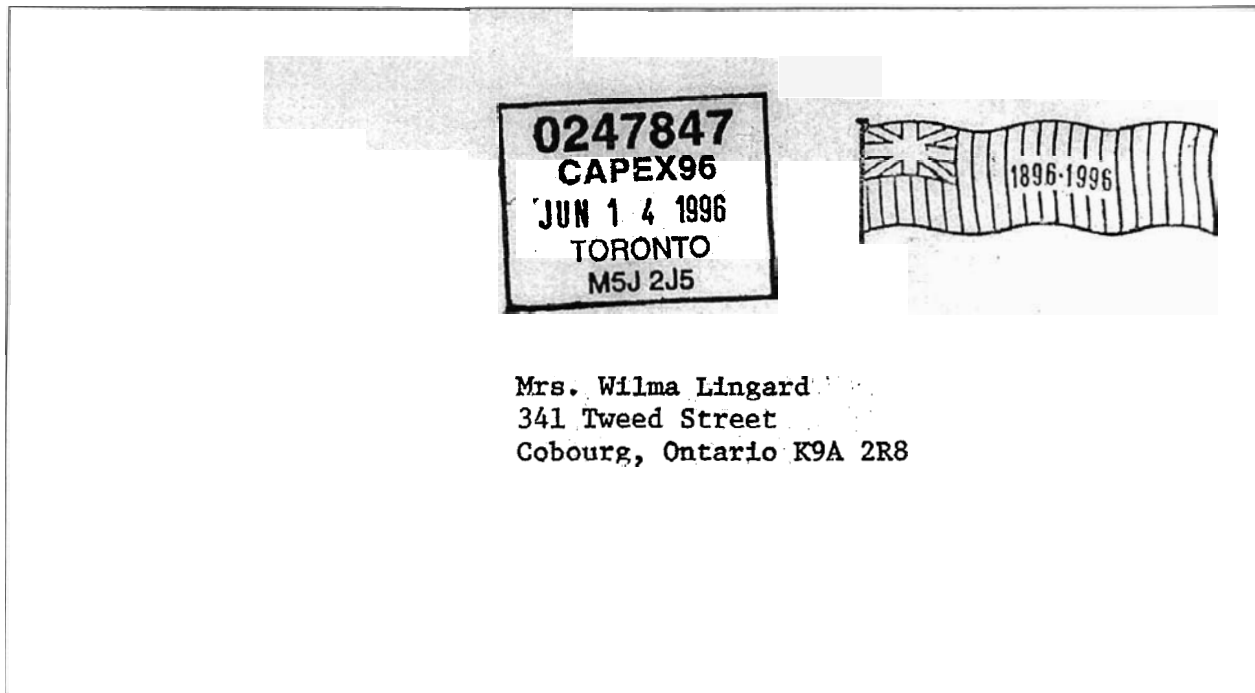 0247847
CAPEX96
JUN 1 4 1996
TORONTO
M5J 2J5
1896·1996
Mrs. Wilma Lingard
341 Tweed Street
Cobourg, Ontario K9A 2R8